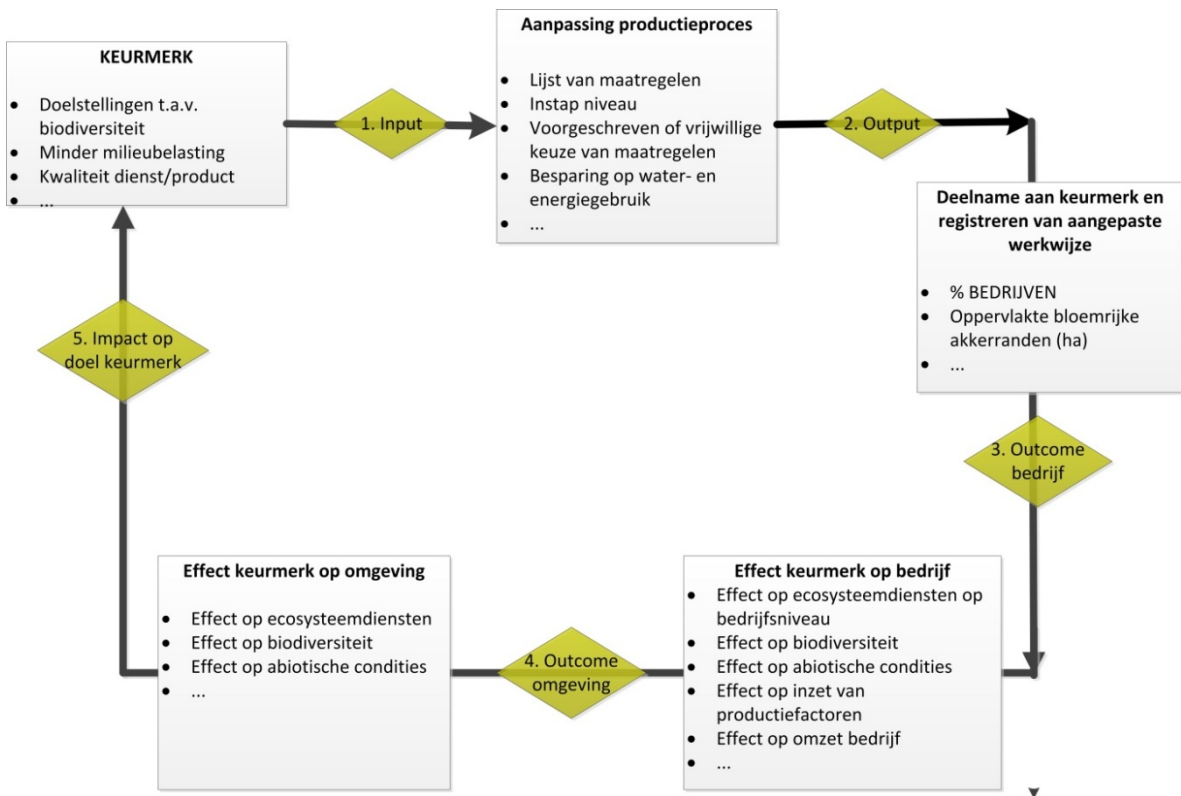 KEURMERK
• Doelstellingen t.a.v.
biodiversiteit
• Minder milieubelasting
• Kwaliteit dienst/product
• ...
1. Input
Aanpassing productieproces
• Lijst van maatregelen
• Instap niveau
• Voorgeschreven of vrijwillige
keuze van maatregelen
• Besparing op water- en
energiegebruik
• ...
2. Output
Deelname aan keurmerk en
registreren van aangepaste
werkwijze
• % BEDRIJVEN
• Oppervlakte bloemrijke
akkerranden (ha)
• ...
3. Outcome
bedrijf
Effect keurmerk op bedrijf
• Effect op ecosysteemdiensten op
bedrijfsniveau
• Effect op biodiversiteit
• Effect op abiotische condities
• Effect op inzet van
productiefactoren
• Effect op omzet bedrijf
• ...
4. Outcome
omgeving
Effect keurmerk op omgeving
• Effect op ecosysteemdiensten
• Effect op biodiversiteit
• Effect op abiotische condities
• ...
5. Impact op
doel keurmerk